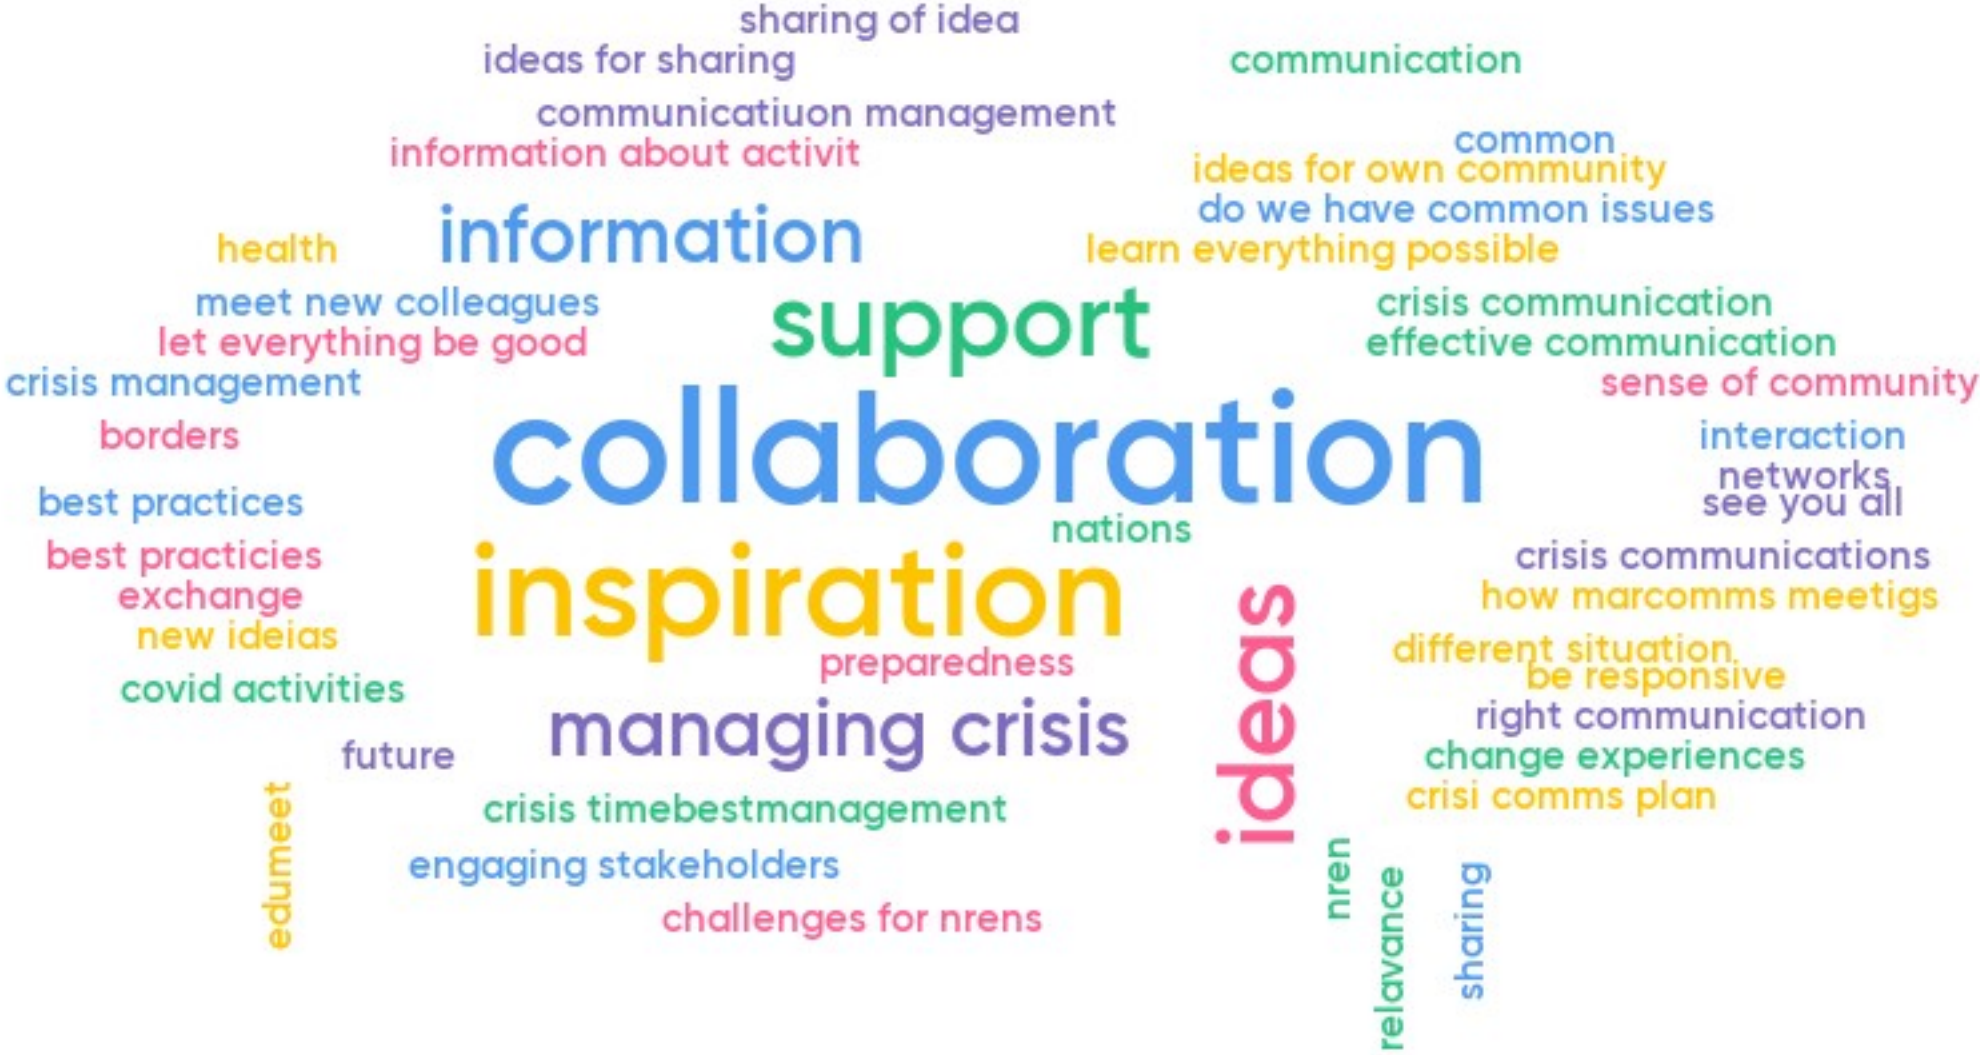 sharing of idea
ideas for sharing
communication
communicatiuon management
common
information about activit
ideas for own community
do we have common issues
information
health
learn everything possible
meet new colleagues
support
crisis communication
let everything be good
effective communication
crisis management
sense of community
borders
collaboration
interaction
networks
best practices
see you all
nations
best practicies
crisis communications
exchange
inspiration
how marcomms meetigs
new ideias
different situation
preparedness
be responsive
covid activities
ideas
right communication
managing crisis
future
change experiences
crisi comms plan
crisis timebestmanagement
edumeet
engaging stakeholders
nren
challenges for nrens
relavance
sharing